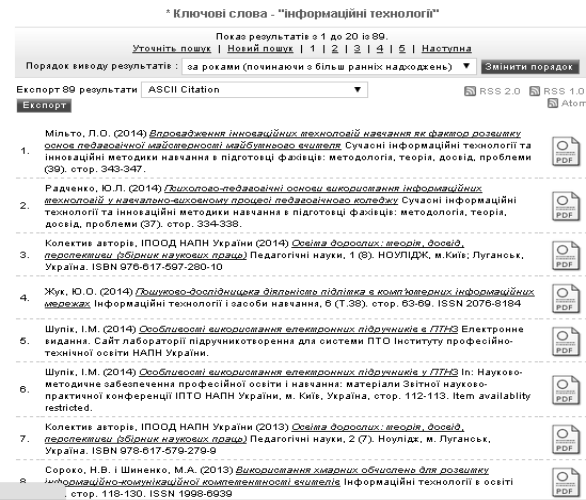 * Ключові слова - "інформаційні технології"
Показ результатів з 1 до 20 із 89.
Уточніть пошук | Новий пошук | 1 | 2 | 3 | 4 | 5 | Наступна
Порядок виводу результатів : за роками (починаючи з більш ранніх надходжень) ▼ Змінити порядок
Експорт 89 результати ASCII Citation ▼ RSS 2.0 RSS 1.0
Експорт Atom
Мільто, Л.О. (2014) Впровадження інноваційних технологій навчання як фактор розвитку
1. основ педагогічної майстерності майбутнього вчителя Сучасні інформаційні технології та
інноваційні методики навчання в підготовці фахівців: методологія, теорія, досвід, проблеми
(39). стор. 343-347.
PDF
Радченко, Ю.Л. (2014) Психолого-педагогічні основи використання інформаційних
2. технологій у навчально-виховному процесі педагогічного коледжу Сучасні інформаційні
технології та інноваційні методики навчання в підготовці фахівців: методологія, теорія,
досвід, проблеми (37). стор. 334-338.
PDF
Колектив авторів, ІПООД НАПН України (2014) Освіта дорослих: теорія, досвід,
3. перспективи (збірник наукових праць) Педагогічні науки, 1 (8). НОУЛІДЖ, м.Київ; Луганськ,
Україна. ISBN 976-617-597-280-10
PDF
4. Жук, Ю.О. (2014) Пошуково-дослідницька діяльність підлітка в комп'ютерних інформаційних
мережах Інформаційні технології і засоби навчання, 6 (Т.38). стор. 63-69. ISSN 2076-8184
PDF
Шупік, І.М. (2014) Особливості використання електронних підручників в ПТНЗ Електронне
5. видання. Сайт лабораторії підручникотворення для системи ПТО Інституту професійно-
технічної освіти НАПН України.
PDF
Шупік, І.М. (2014) Особливості використання електронних підручників у ПТНЗ In: Науково-
6. методичне забезпечення професійної освіти і навчання: матеріали Звітної науково-
практичної конференції ІПТО НАПН України, м. Київ, Україна, стор. 112-113. Item availablity
restricted.
PDF
Колектив авторів, ІПООД НАПН України (2013) Освіта дорослих: теорія, досвід,
7. перспективи (збірник наукових праць) Педагогічні науки, 2 (7). Ноулідж, м. Луганськ,
Україна. ISBN 978-617-579-279-9
PDF
Сороко, Н.В. і Шиненко, М.А. (2013) Використання хмарних обчислень для розвитку
8 інформаційно-комунікаційної компетентності вчителів Інформаційні технології в освіті
. стор. 118-130. ISSN 1998-6939
PDF